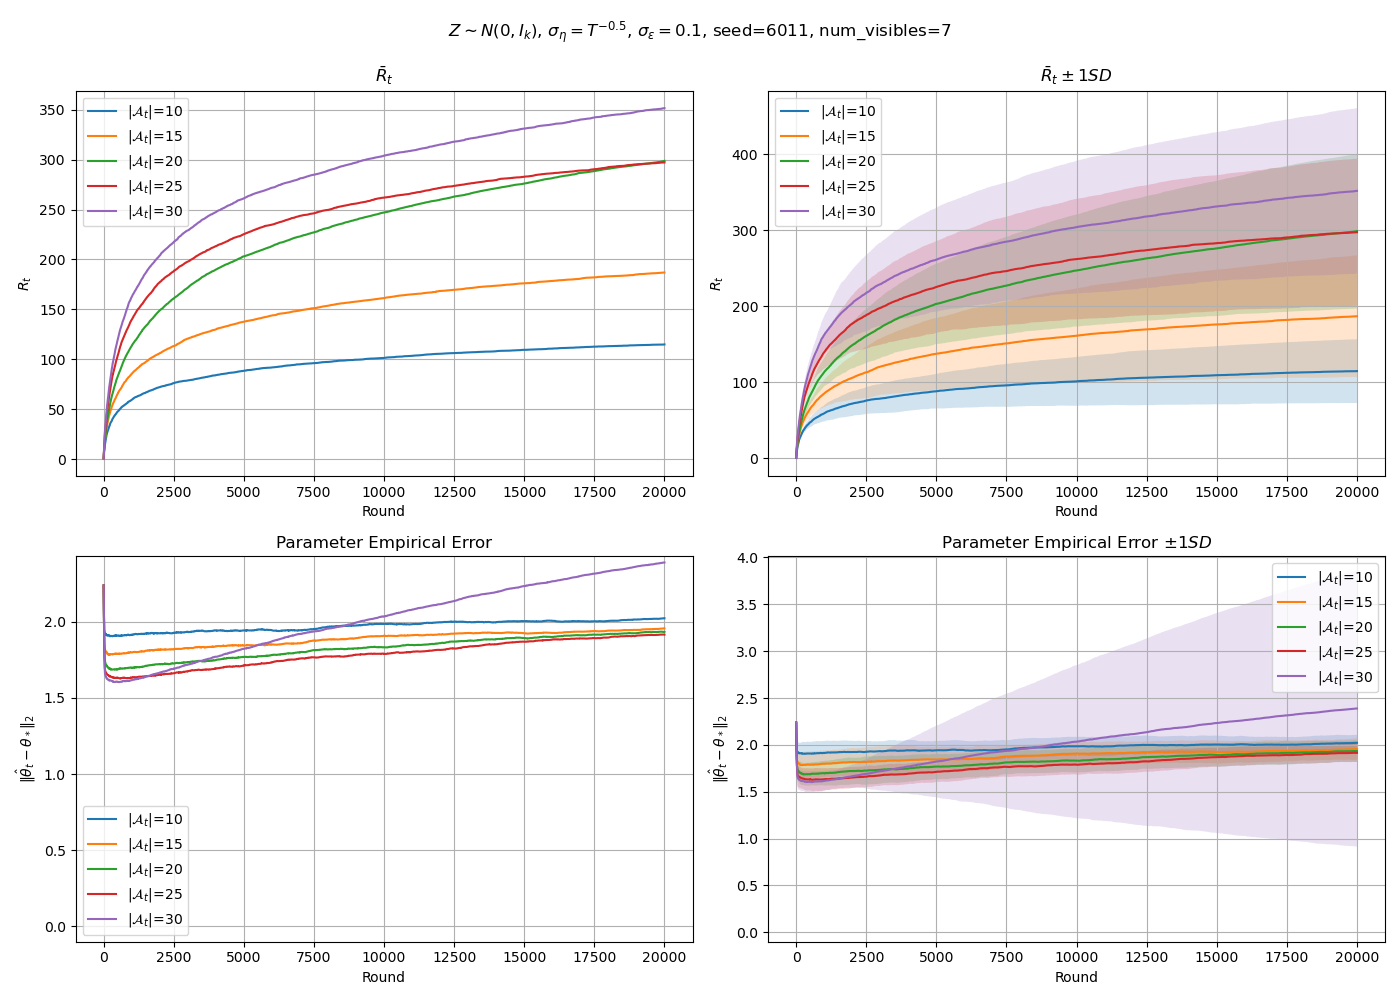 Z ∼ N(0, I_k), σ_η = T^{−0.5}, σ_ε = 0.1, seed=6011, num_visibles=7
R̄_t
R_t
350
300
250
200
150
100
50
0
|𝒜_t|=10
|𝒜_t|=15
|𝒜_t|=20
|𝒜_t|=25
|𝒜_t|=30
0 2500 5000 7500 10000 12500 15000 17500 20000
Round
R̄_t ± 1SD
R_t
400
300
200
100
0
|𝒜_t|=10
|𝒜_t|=15
|𝒜_t|=20
|𝒜_t|=25
|𝒜_t|=30
0 2500 5000 7500 10000 12500 15000 17500 20000
Round
Parameter Empirical Error
‖θ̂_t − θ_*‖_2
2.0
1.5
1.0
0.5
0.0
|𝒜_t|=10
|𝒜_t|=15
|𝒜_t|=20
|𝒜_t|=25
|𝒜_t|=30
0 2500 5000 7500 10000 12500 15000 17500 20000
Round
Parameter Empirical Error ±1SD
‖θ̂_t − θ_*‖_2
4.0
3.5
3.0
2.5
2.0
1.5
1.0
0.5
0.0
|𝒜_t|=10
|𝒜_t|=15
|𝒜_t|=20
|𝒜_t|=25
|𝒜_t|=30
0 2500 5000 7500 10000 12500 15000 17500 20000
Round